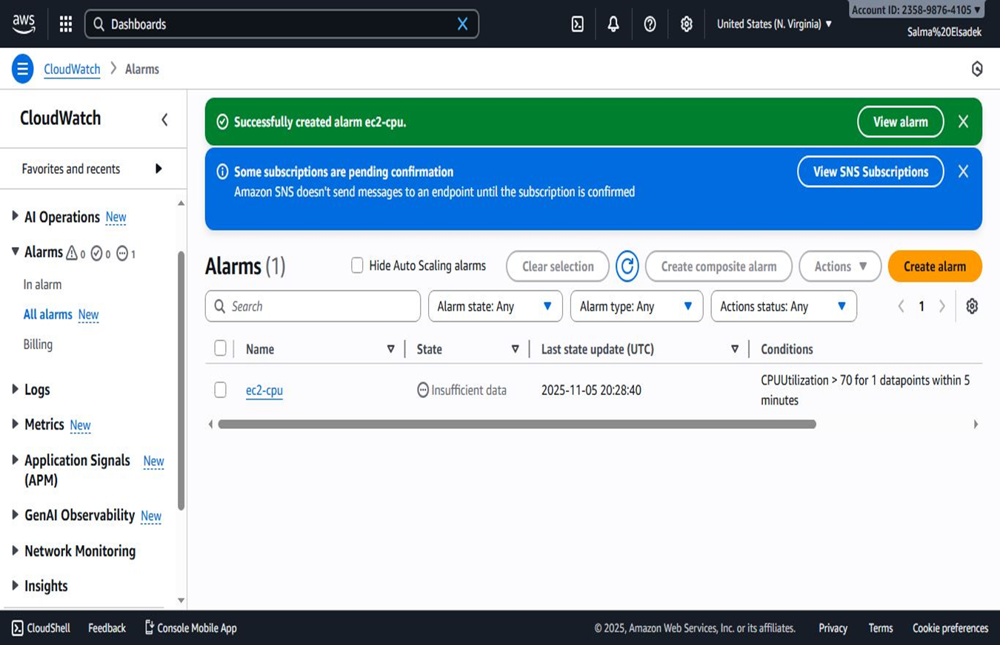 aws
Dashboards
United States (N. Virginia)
Account ID: 2358-9876-4105
Salma%20Elsadek
CloudWatch
Alarms
CloudWatch
Favorites and recents
AI Operations New
Alarms 0 0 1
In alarm
All alarms New
Billing
Logs
Metrics New
Application Signals New
(APM)
GenAI Observability New
Network Monitoring
Insights
Successfully created alarm ec2-cpu.
View alarm
Some subscriptions are pending confirmation
Amazon SNS doesn't send messages to an endpoint until the subscription is confirmed
View SNS Subscriptions
Alarms (1)
Hide Auto Scaling alarms
Clear selection
Create composite alarm
Actions
Create alarm
Search
Alarm state: Any
Alarm type: Any
Actions status: Any
1
Name State Last state update (UTC) Conditions
ec2-cpu Insufficient data 2025-11-05 20:28:40 CPUUtilization > 70 for 1 datapoints within 5
minutes
CloudShell Feedback Console Mobile App
© 2025, Amazon Web Services, Inc. or its affiliates. Privacy Terms Cookie preferences